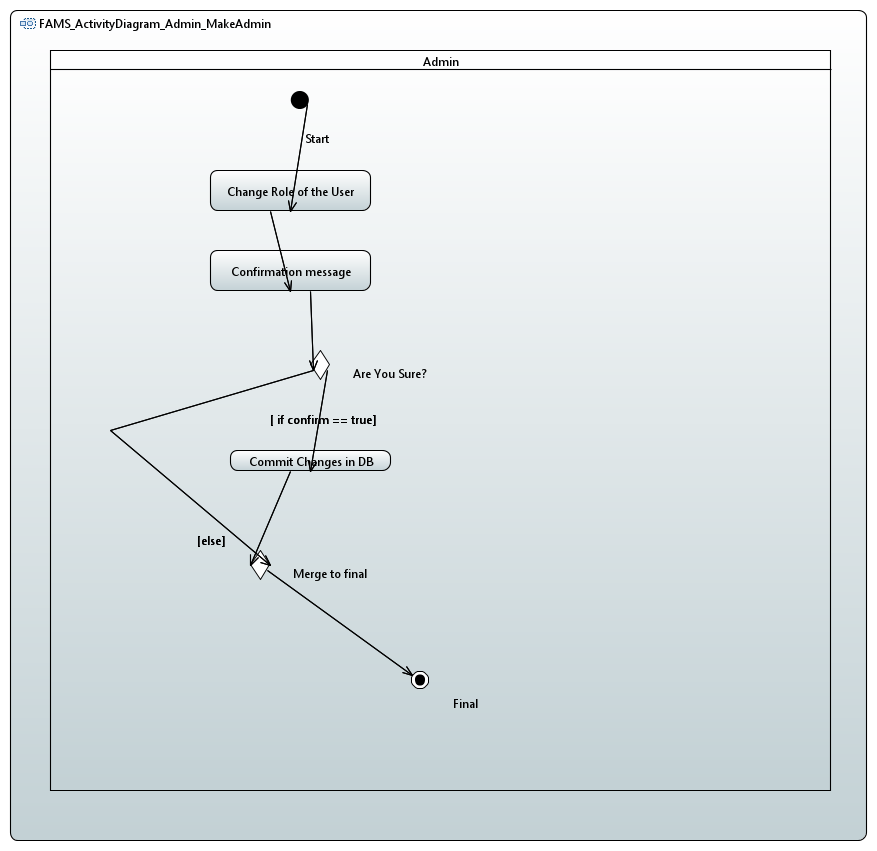 FAMS_ActivityDiagram_Admin_MakeAdmin
Admin
Start
Change Role of the User
Confirmation message
Are You Sure?
[ if confirm == true]
Commit Changes in DB
[else]
Merge to final
Final